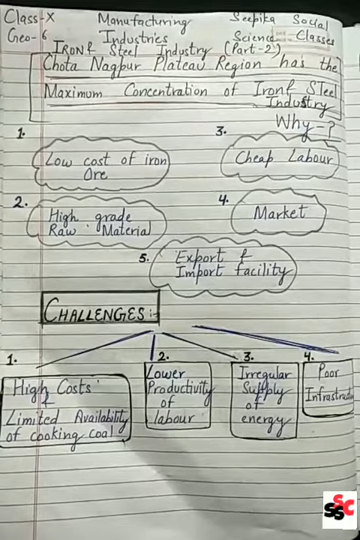 Class-X Manufacturing Seepika Social
Geo-6 Industries Science Classes
Iron & Steel Industry (Part-2)
Chota Nagpur Plateau Region has the
Maximum Concentration of Iron & Steel
Industry
Why-?
1.
Low cost of iron
Ore
3.
Cheap Labour
2.
High grade
Raw Material
4.
Market
5.
Export &
Import facility
CHALLENGES:-
1.
High Costs
&
Limited Availability
of cooking coal
2.
Lower
Productivity
of
labour
3.
Irregular
Supply
of
energy
4.
Poor
Infrastructu
SSC